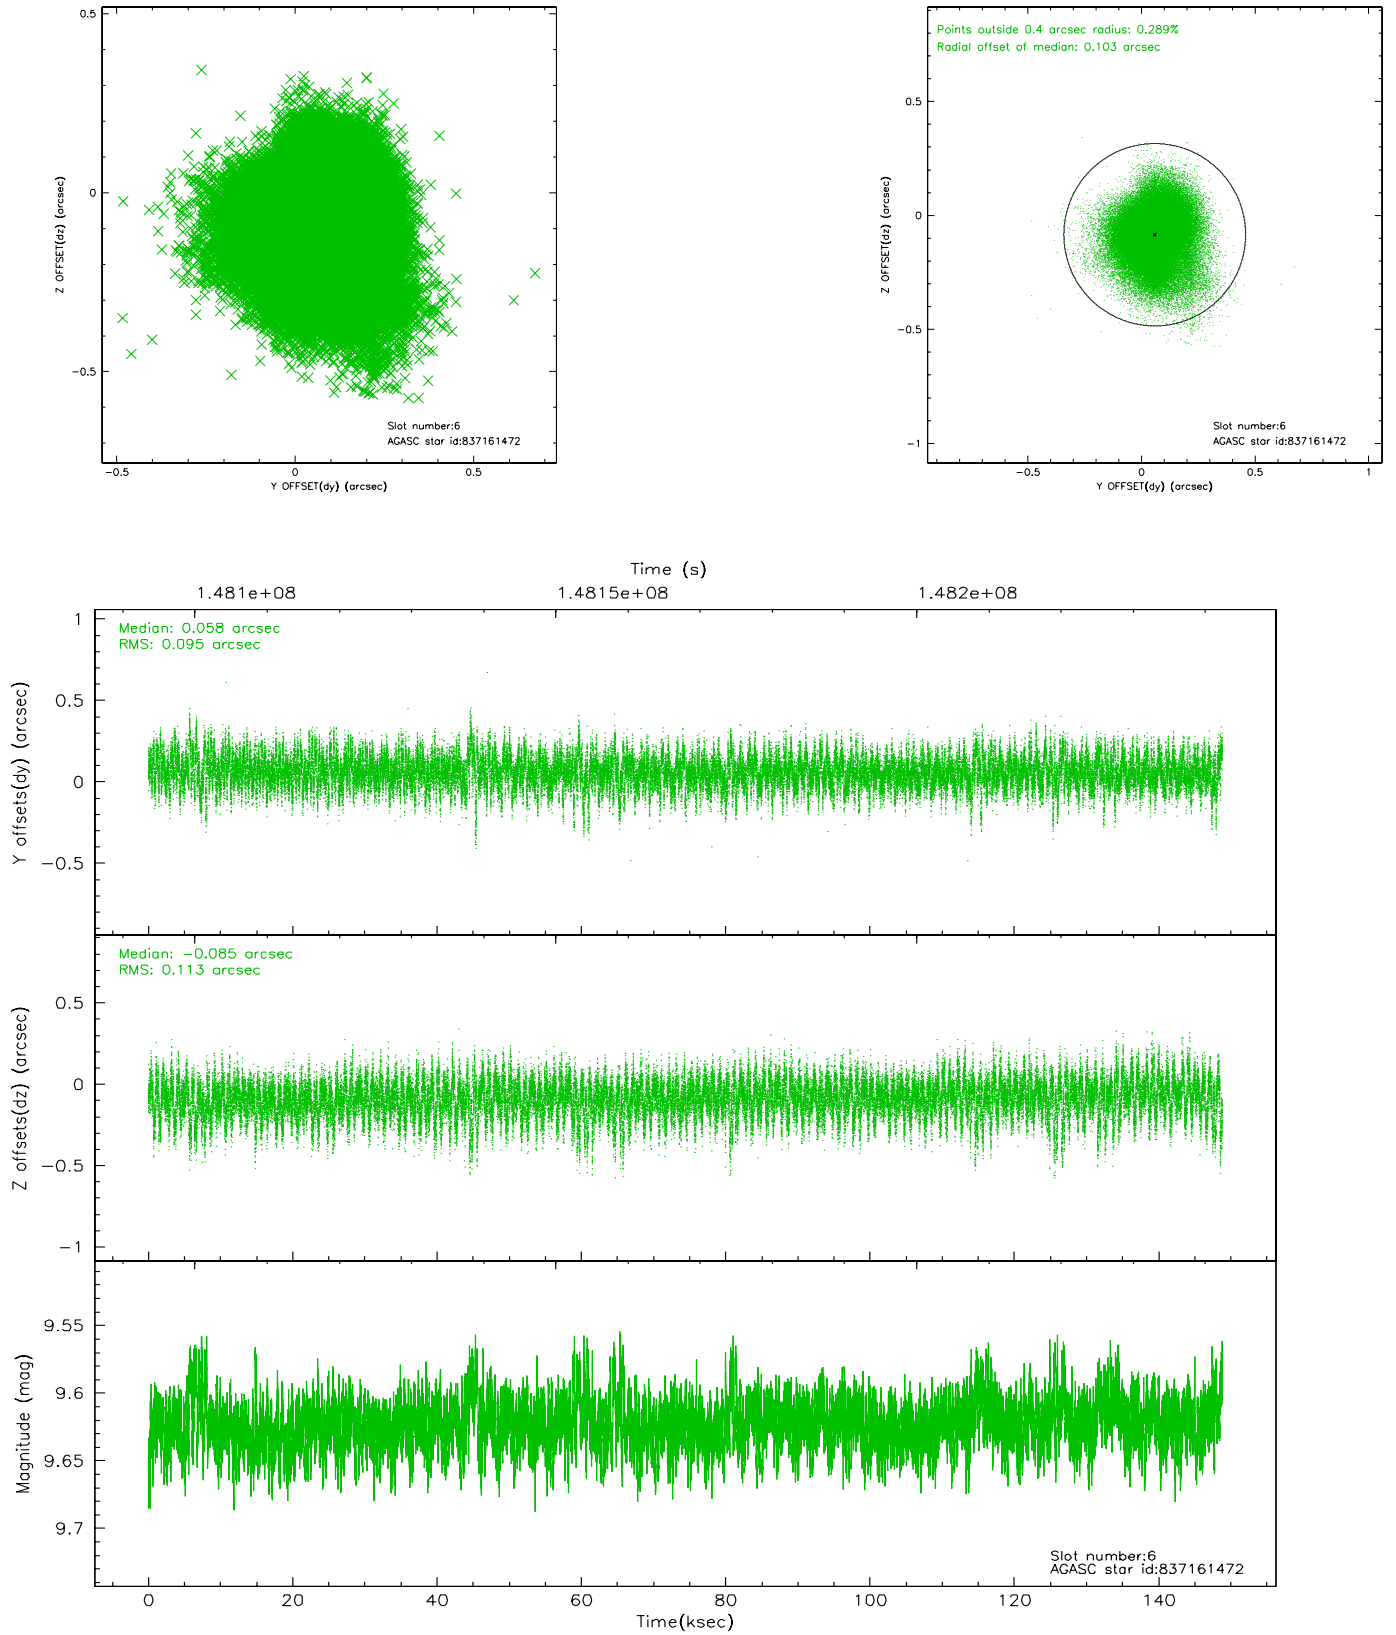 0.5
0
-0.5
Z OFFSET(dz) (arcsec)
Slot number:6
AGASC star id:837161472
-0.5
0
0.5
Y OFFSET(dy) (arcsec)
Points outside 0.4 arcsec radius: 0.289%
Radial offset of median: 0.103 arcsec
0.5
0
-0.5
-1
Z OFFSET(dz) (arcsec)
Slot number:6
AGASC star id:837161472
-0.5
0
0.5
1
Y OFFSET(dy) (arcsec)
Time (s)
1.481e+08
1.4815e+08
1.482e+08
Median: 0.058 arcsec
RMS: 0.095 arcsec
1
0.5
0
-0.5
Y offsets(dy) (arcsec)
Median: -0.085 arcsec
RMS: 0.113 arcsec
0.5
0
-0.5
-1
Z offsets(dz) (arcsec)
9.55
9.6
9.65
9.7
Magnitude (mag)
Slot number:6
AGASC star id:837161472
0
20
40
60
80
100
120
140
Time(ksec)